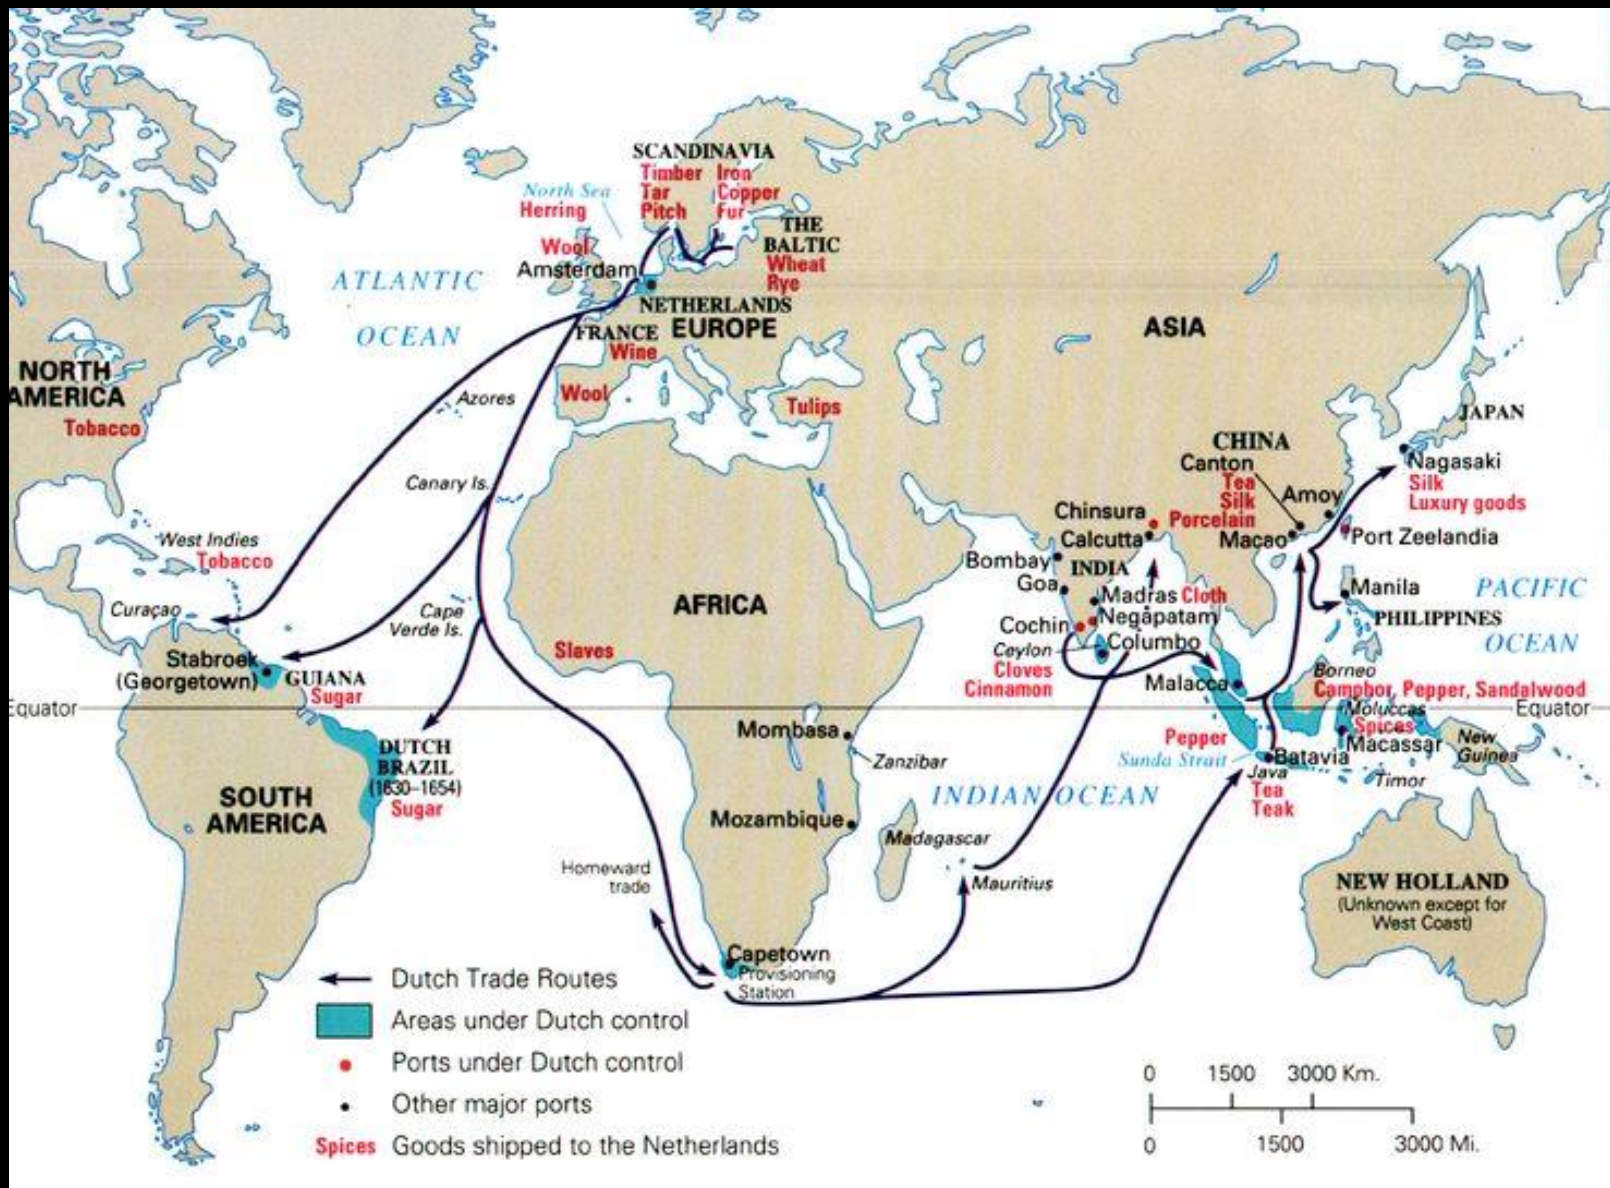 SCANDINAVIA
Timber Iron
Tar Copper
Pitch Fur
North Sea
Herring
THE
BALTIC
Wheat
Rye
Wool
Amsterdam
NETHERLANDS
EUROPE
FRANCE
Wine
Wool
Tulips
ATLANTIC
OCEAN
ASIA
NORTH
AMERICA
Tobacco
Azores
Canary Is.
JAPAN
CHINA
Canton
Tea
Silk
Porcelain
Amoy
Macao
Nagasaki
Silk
Luxury goods
Port Zeelandia
Chinsura
Calcutta
Bombay
INDIA
Goa
Madras Cloth
Negapatam
Cochin
Columbo
Ceylon
Cloves
Cinnamon
Manila
PHILIPPINES
PACIFIC
OCEAN
West Indies
Tobacco
Curaçao
Cape
Verde Is.
AFRICA
Slaves
Stabroek
(Georgetown)
GUIANA
Sugar
Equator
Malacca
Borneo
Camphor, Pepper, Sandalwood
Equator
Moluccas
Spices
Macassar
New
Guinea
Pepper
Sunda Strait
Batavia
Java
Tea
Teak
Timor
Mombasa
Zanzibar
DUTCH
BRAZIL
(1630–1654)
Sugar
SOUTH
AMERICA
INDIAN OCEAN
Mozambique
Madagascar
Mauritius
Homeward
trade
NEW HOLLAND
(Unknown except for
West Coast)
Capetown
Provisioning
Station
Dutch Trade Routes
Areas under Dutch control
Ports under Dutch control
Other major ports
Spices Goods shipped to the Netherlands
0 1500 3000 Km.
0 1500 3000 Mi.